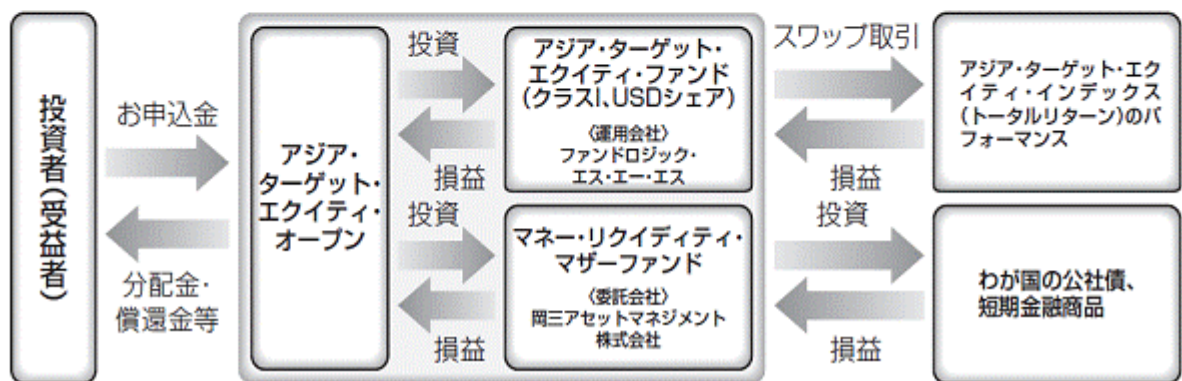 投資者(受益者)
お申込金
分配金・
償還金等
アジア・
ターゲット・
エクイティ・
オープン
投資
損益
投資
損益
アジア・ターゲット・
エクイティ・ファンド
(クラスI、USDシェア)
〈運用会社〉
ファンドロジック・
エス・エー・エス
マネー・リクイディティ・
マザーファンド
〈委託会社〉
岡三アセットマネジメント
株式会社
スワップ取引
損益
投資
損益
アジア・ターゲット・エク
イティ・インデックス
(トータルリターン)のパ
フォーマンス
わが国の公社債、
短期金融商品